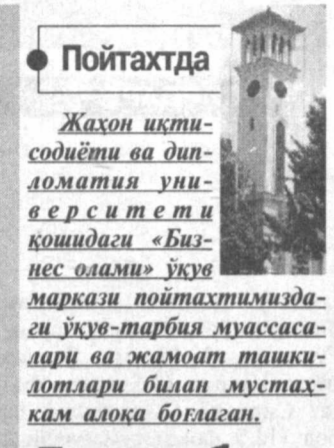 Пойтахтда
Жаҳон иқти-
содиёти ва дип-
ломатия уни-
верситети
қошидаги «Биз-
нес олами» ўқув
маркази пойтахтимизда-
ги ўқув-тарбия муассаса-
лари ва жамоат ташки-
лотлари билан мустаҳ-
кам алоқа боғлаган.